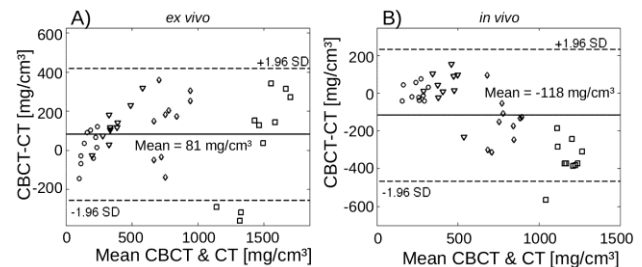 A)
ex vivo
B)
in vivo
CBCT-CT [mg/cm³]
600
400
200
0
-200
+1.96 SD
Mean = 81 mg/cm³
-1.96 SD
0
500
1000
1500
Mean CBCT & CT [mg/cm³]
CBCT-CT [mg/cm³]
200
0
-200
-400
-600
+1.96 SD
Mean = -118 mg/cm³
-1.96 SD
0
500
1000
1500
Mean CBCT & CT [mg/cm³]